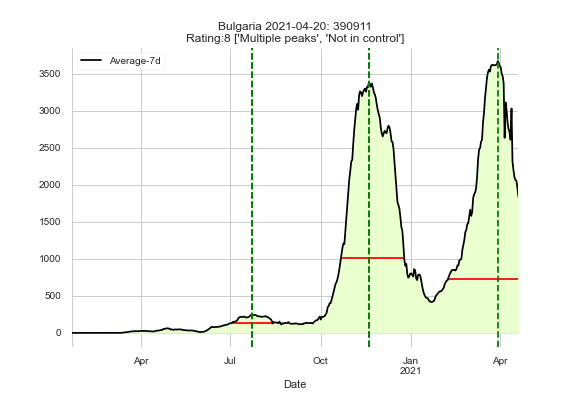 Bulgaria 2021-04-20: 390911
Rating:8 ['Multiple peaks', 'Not in control']
Average-7d
3500
3000
2500
2000
1500
1000
500
0
Apr
Jul
Oct
Jan
2021
Apr
Date